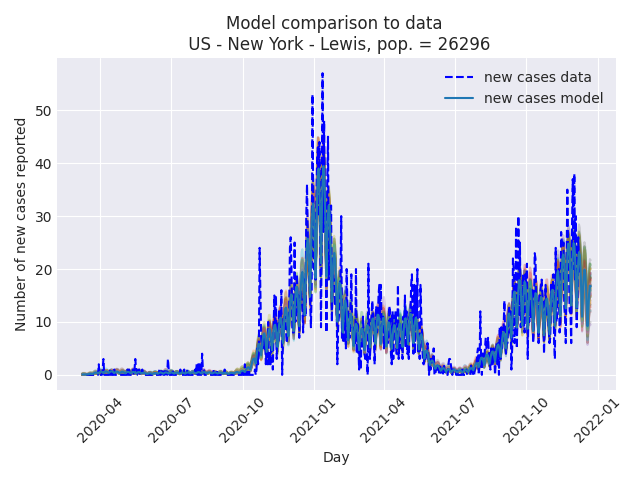 Model comparison to data
US - New York - Lewis, pop. = 26296
new cases data
new cases model
Number of new cases reported
50
40
30
20
10
0
2020-04
2020-07
2020-10
2021-01
2021-04
2021-07
2021-10
2022-01
Day